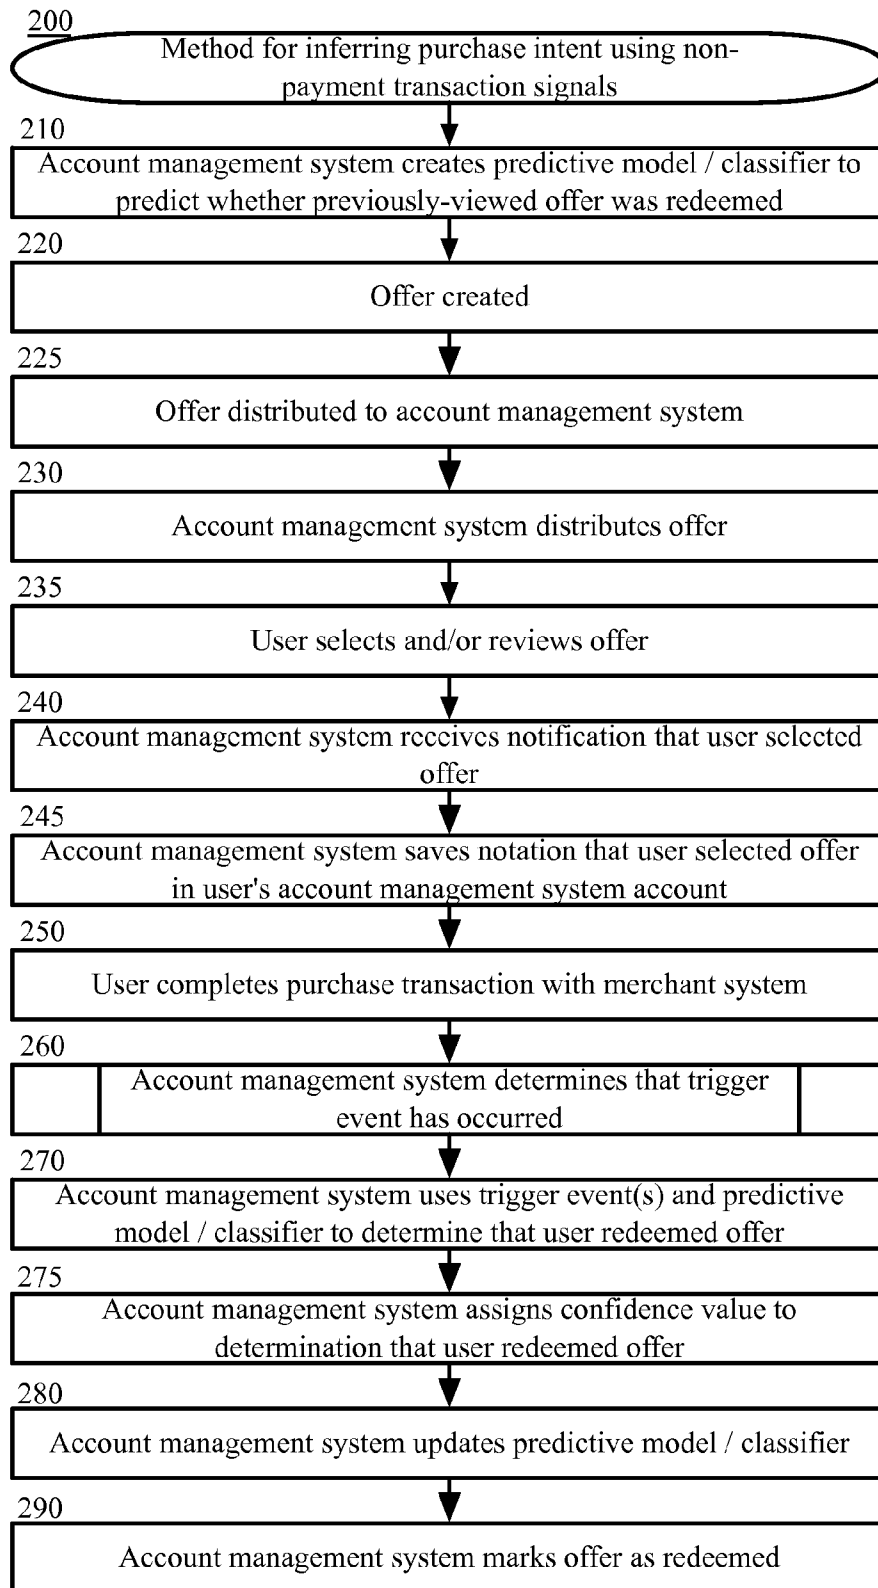 200
Method for inferring purchase intent using non-
payment transaction signals
210
Account management system creates predictive model / classifier to
predict whether previously-viewed offer was redeemed
220
Offer created
225
Offer distributed to account management system
230
Account management system distributes offer
235
User selects and/or reviews offer
240
Account management system receives notification that user selected
offer
245
Account management system saves notation that user selected offer
in user's account management system account
250
User completes purchase transaction with merchant system
260
Account management system determines that trigger
event has occurred
270
Account management system uses trigger event(s) and predictive
model / classifier to determine that user redeemed offer
275
Account management system assigns confidence value to
determination that user redeemed offer
280
Account management system updates predictive model / classifier
290
Account management system marks offer as redeemed